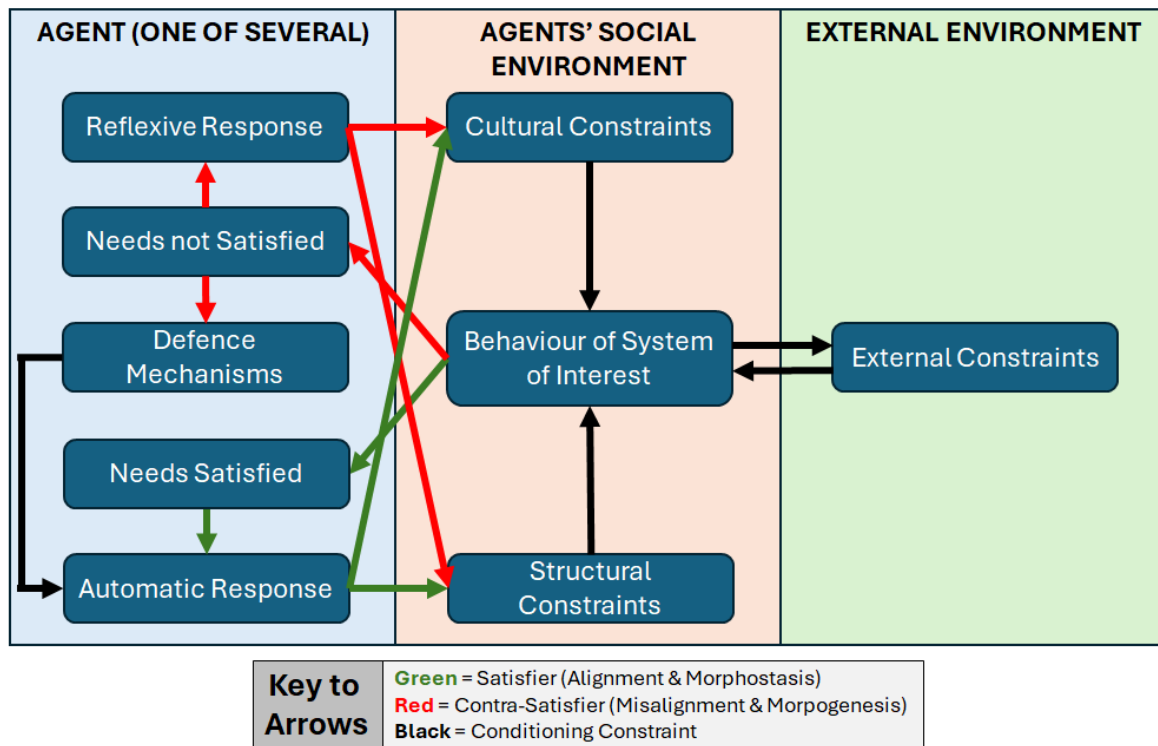 AGENT (ONE OF SEVERAL)
Reflexive Response
Needs not Satisfied
Defence
Mechanisms
Needs Satisfied
Automatic Response
AGENTS’ SOCIAL
ENVIRONMENT
Cultural Constraints
Behaviour of System
of Interest
Structural
Constraints
EXTERNAL ENVIRONMENT
External Constraints
Key to
Arrows
Green = Satisfier (Alignment & Morphostasis)
Red = Contra-Satisfier (Misalignment & Morpogenesis)
Black = Conditioning Constraint